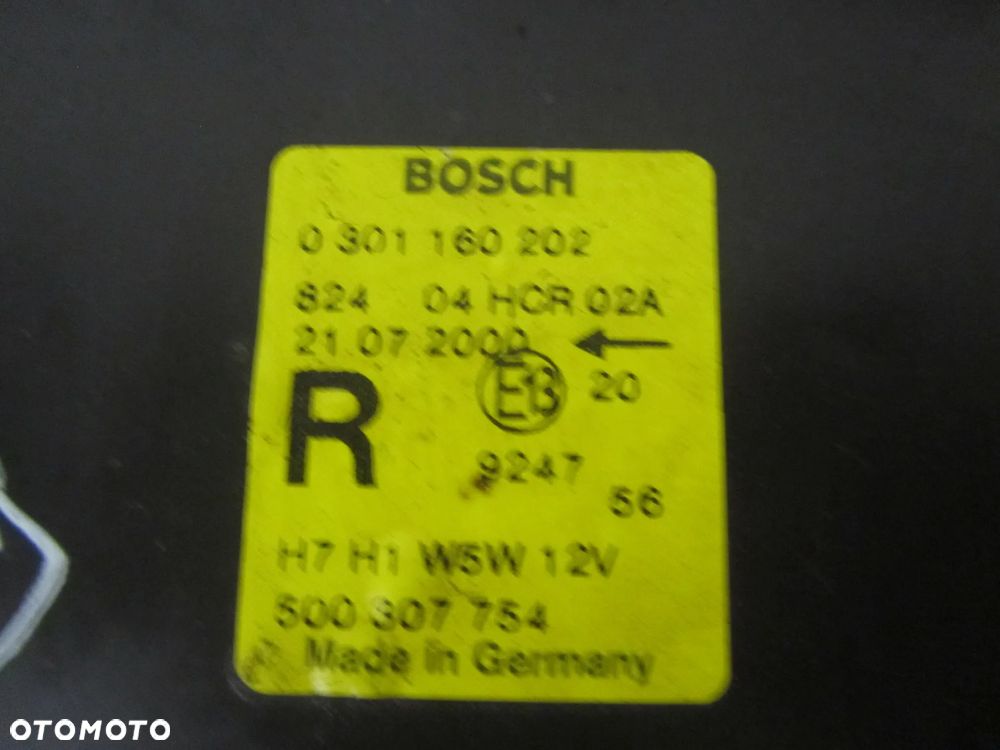 BOSCH
0 301 160 202
824 04 HCR 02A
21 07 2000
R E13 20
9247
56
H7 H1 W5W 12V
500 307 754
Made in Germany
OTOMOTO